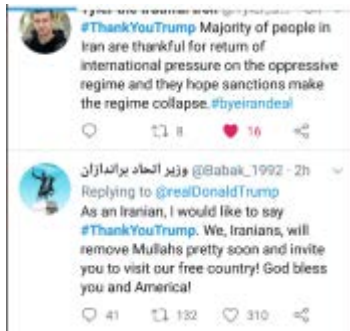 #ThankYouTrump Majority of people in
Iran are thankful for return of
international pressure on the oppressive
regime and they hope sanctions make
the regime collapse.#byeirandeal
8 16
وزیر اتحاد براندازان @Babak_1992 · 2h
Replying to @realDonaldTrump
As an Iranian, I would like to say
#ThankYouTrump. We, Iranians, will
remove Mullahs pretty soon and invite
you to visit our free country! God bless
you and America!
41 132 310